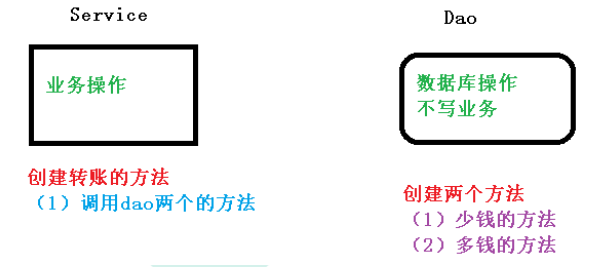 Service
业务操作
创建转账的方法
（1）调用dao两个的方法
Dao
数据库操作
不写业务
创建两个方法
（1）少钱的方法
（2）多钱的方法